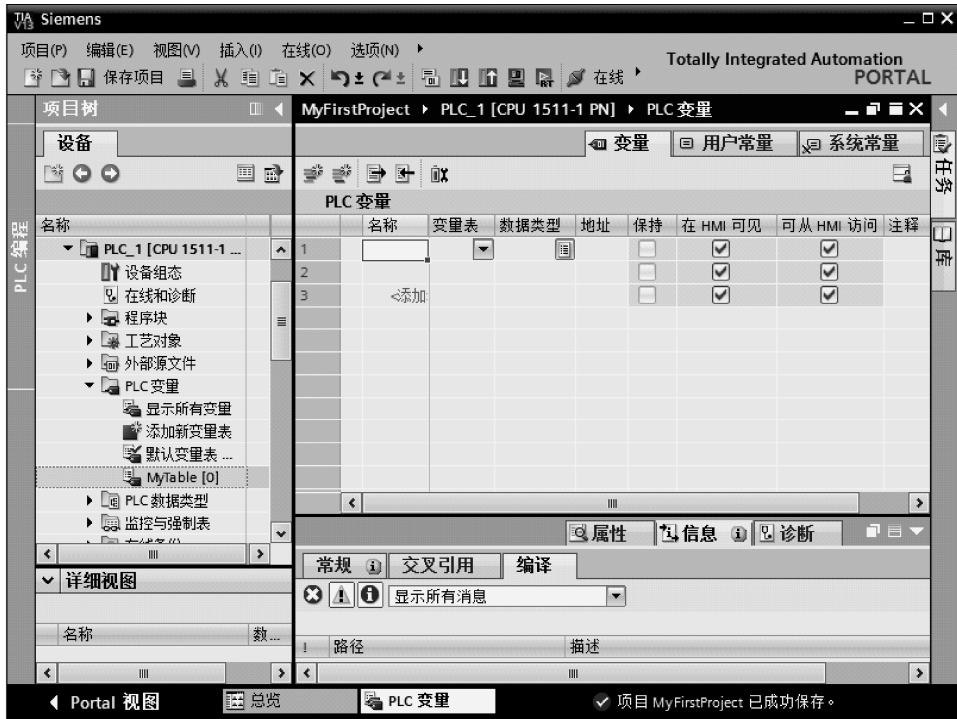 TIA V13 Siemens
项目(P) 编辑(E) 视图(V) 插入(I) 在线(O) 选项(N)
Totally Integrated Automation
PORTAL
保存项目 在线
项目树
MyFirstProject PLC_1 [CPU 1511-1 PN] PLC 变量
设备
变量 用户常量 系统常量
任务
库
PLC 编程
PLC 变量
名称
名称 变量表 数据类型 地址 保持 在 HMI 可见 可从 HMI 访问 注释
PLC_1 [CPU 1511-1 ...
1
设备组态
2
在线和诊断
3 <添加
程序块
工艺对象
外部源文件
PLC 变量
显示所有变量
添加新变量表
默认变量表 ...
MyTable [0]
PLC 数据类型
监控与强制表
属性 信息 诊断
详细视图
常规 交叉引用 编译
显示所有消息
名称 数...
! 路径 描述
Portal 视图 总览 PLC 变量 项目 MyFirstProject 已成功保存。